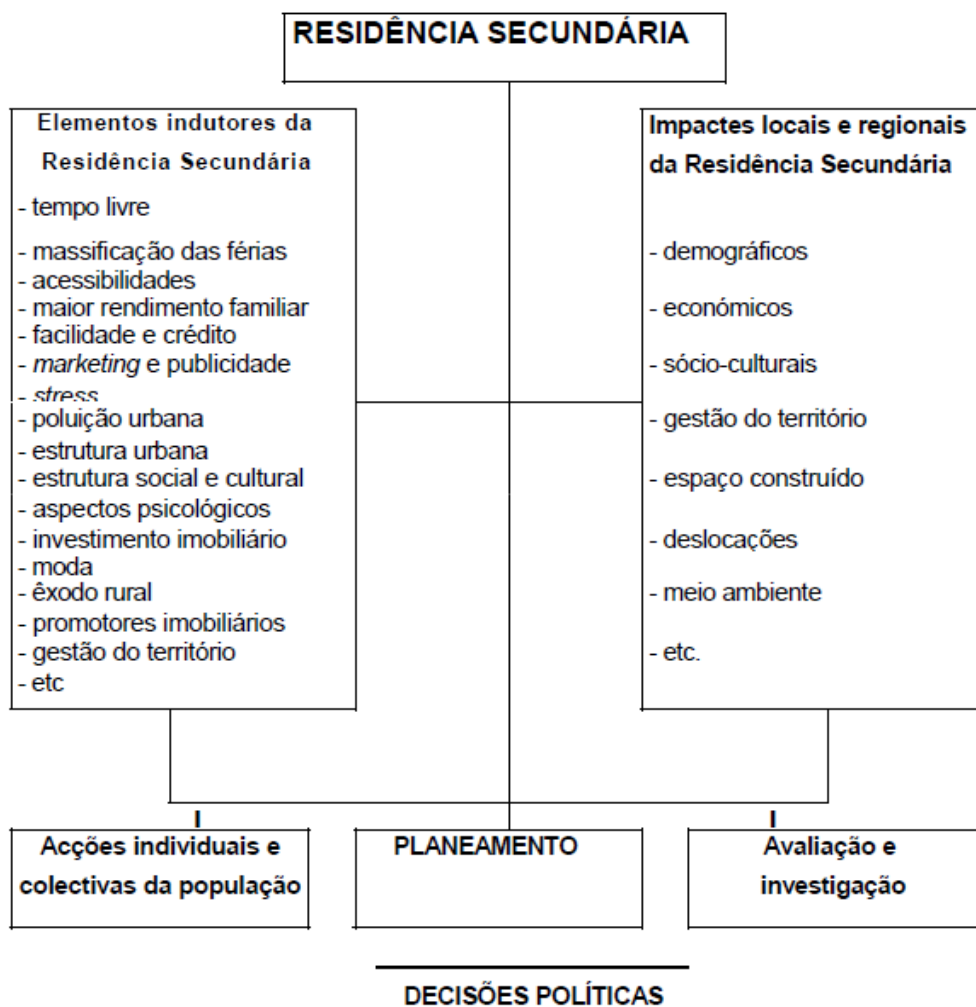 RESIDÊNCIA SECUNDÁRIA
Elementos indutores da
Residência Secundária
- tempo livre
- massificação das férias
- acessibilidades
- maior rendimento familiar
- facilidade e crédito
- marketing e publicidade
- stress
- poluição urbana
- estrutura urbana
- estrutura social e cultural
- aspectos psicológicos
- investimento imobiliário
- moda
- êxodo rural
- promotores imobiliários
- gestão do território
- etc
Impactes locais e regionais
da Residência Secundária
- demográficos
- económicos
- sócio-culturais
- gestão do território
- espaço construído
- deslocações
- meio ambiente
- etc.
Acções individuais e
colectivas da população
PLANEAMENTO
Avaliação e
investigação
DECISÕES POLÍTICAS